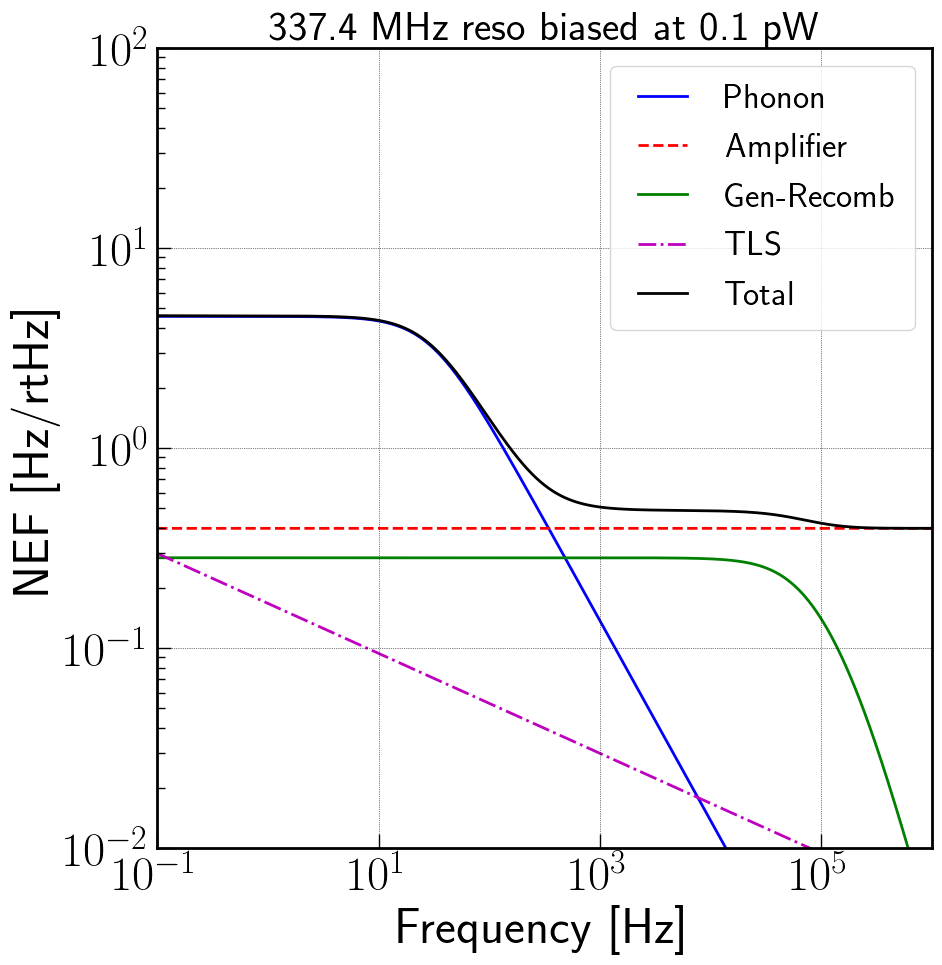 337.4 MHz reso biased at 0.1 pW
10^2
10^1
10^0
10^-1
10^-2
NEF [Hz/rtHz]
Phonon
Amplifier
Gen-Recomb
TLS
Total
10^-1
10^1
10^3
10^5
Frequency [Hz]